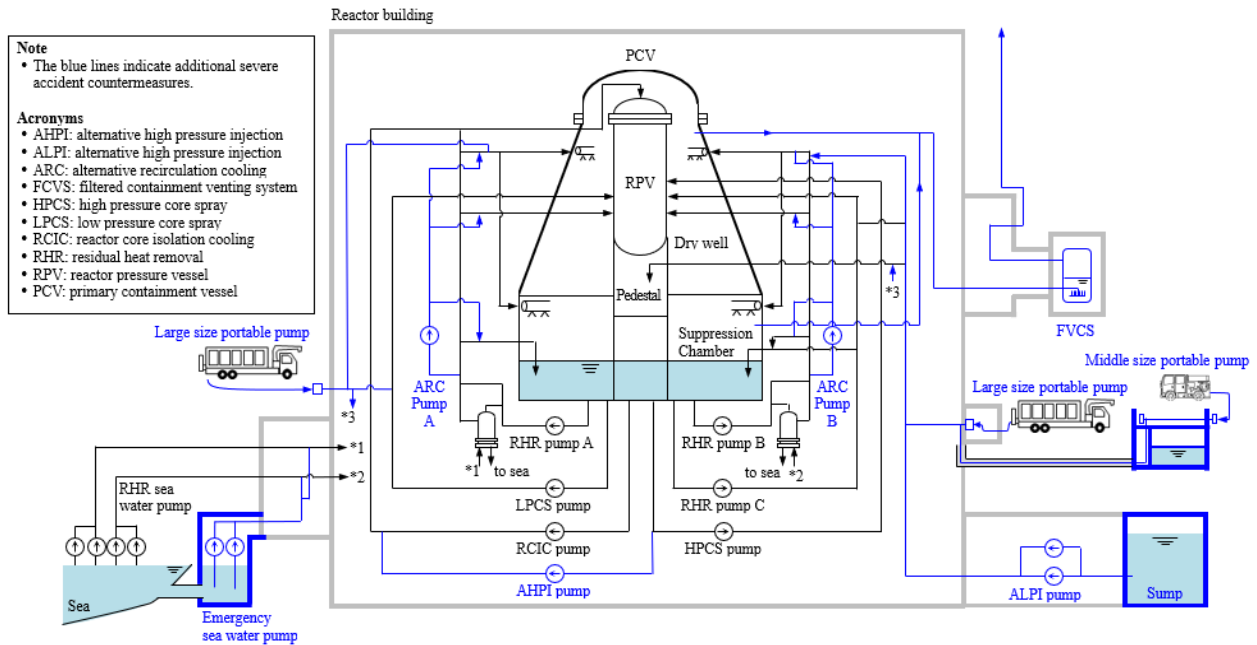 Reactor building
Note
• The blue lines indicate additional severe
accident countermeasures.
Acronyms
• AHPI: alternative high pressure injection
• ALPI: alternative high pressure injection
• ARC: alternative recirculation cooling
• FCVS: filtered containment venting system
• HPCS: high pressure core spray
• LPCS: low pressure core spray
• RCIC: reactor core isolation cooling
• RHR: residual heat removal
• RPV: reactor pressure vessel
• PCV: primary containment vessel
PCV
RPV
Dry well
Pedestal
*3
Suppression
Chamber
FVCS
Large size portable pump
Middle size portable pump
Large size portable pump
ARC
Pump
A
ARC
Pump
B
*3
RHR pump A
RHR pump B
*1
to sea
to sea
*2
*1
*2
RHR sea
water pump
LPCS pump
RHR pump C
RCIC pump
HPCS pump
AHPI pump
ALPI pump
Sump
Sea
Emergency
sea water pump